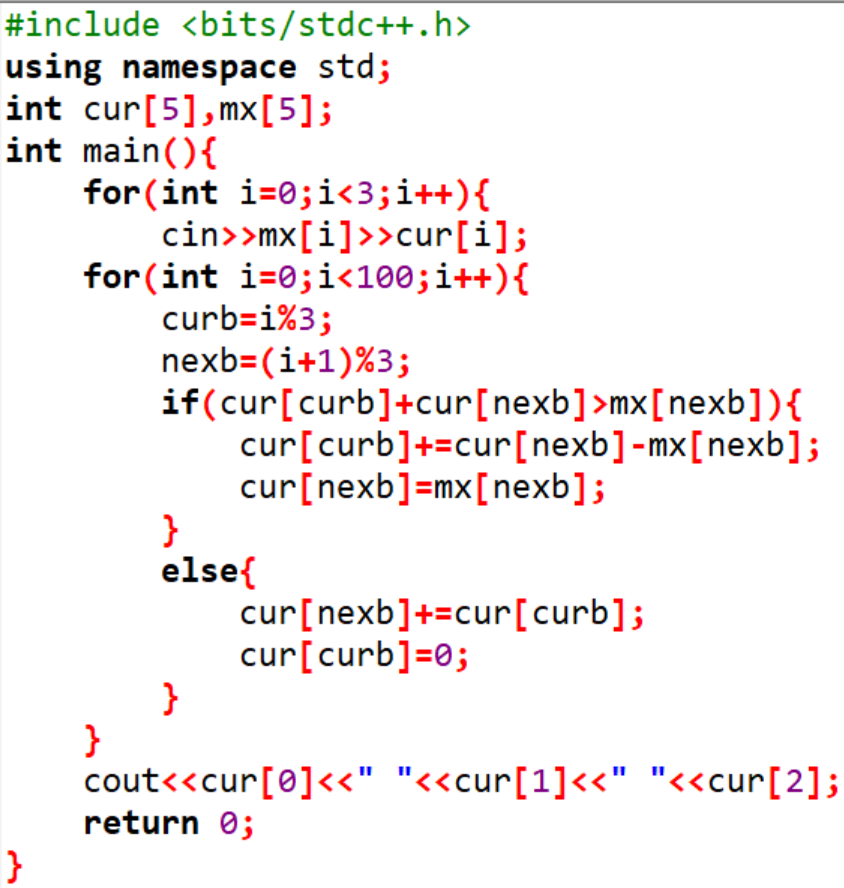 #include <bits/stdc++.h>
using namespace std;
int cur[5],mx[5];
int main(){
    for(int i=0;i<3;i++){
        cin>>mx[i]>>cur[i];
    for(int i=0;i<100;i++){
        curb=i%3;
        nexb=(i+1)%3;
        if(cur[curb]+cur[nexb]>mx[nexb]){
            cur[curb]+=cur[nexb]-mx[nexb];
            cur[nexb]=mx[nexb];
        }
        else{
            cur[nexb]+=cur[curb];
            cur[curb]=0;
        }
    }
    cout<<cur[0]<<" "<<cur[1]<<" "<<cur[2];
    return 0;
}